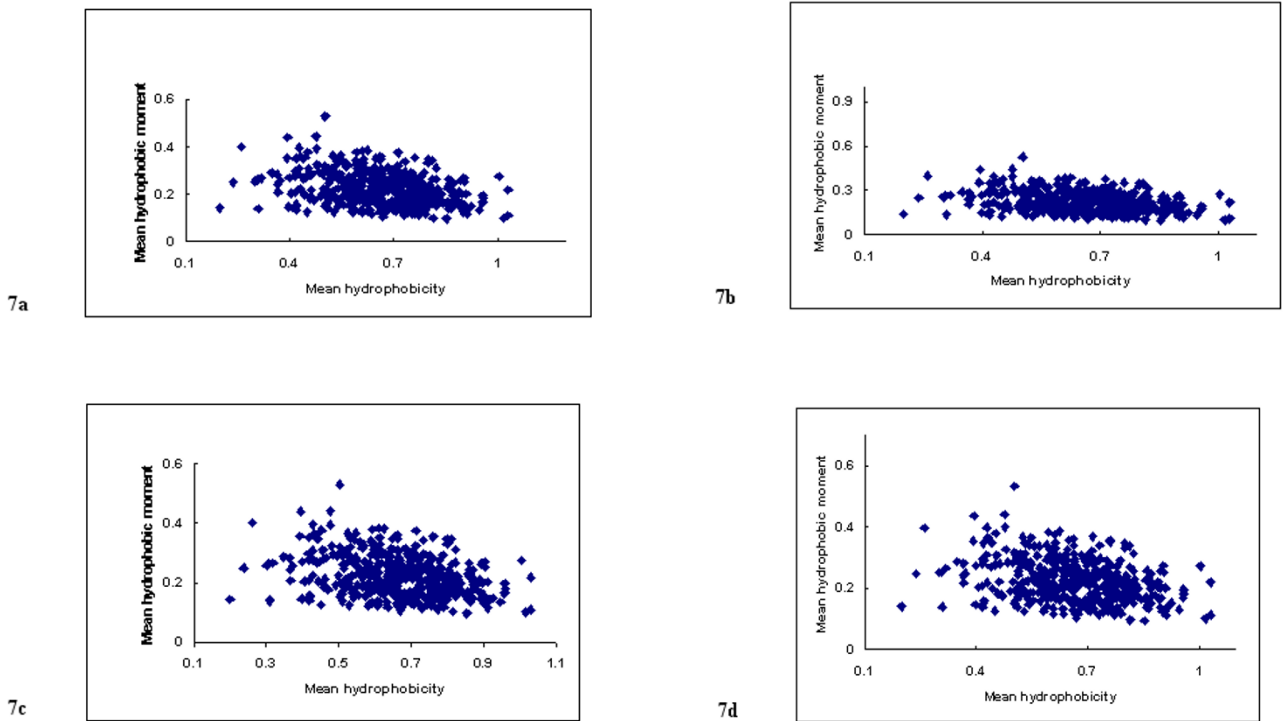 Mean hydrophobic moment
0.6
0.4
0.2
0
0.1 0.4 0.7 1
Mean hydrophobicity
7a
Mean hydrophobic moment
0.9
0.6
0.3
0
0.1 0.4 0.7 1
Mean hydrophobicity
7b
Mean hydrophobic moment
0.6
0.4
0.2
0
0.1 0.3 0.5 0.7 0.9 1.1
Mean hydrophobicity
7c
Mean hydrophobic moment
0.6
0.4
0.2
0
0.1 0.4 0.7 1
Mean hydrophobicity
7d